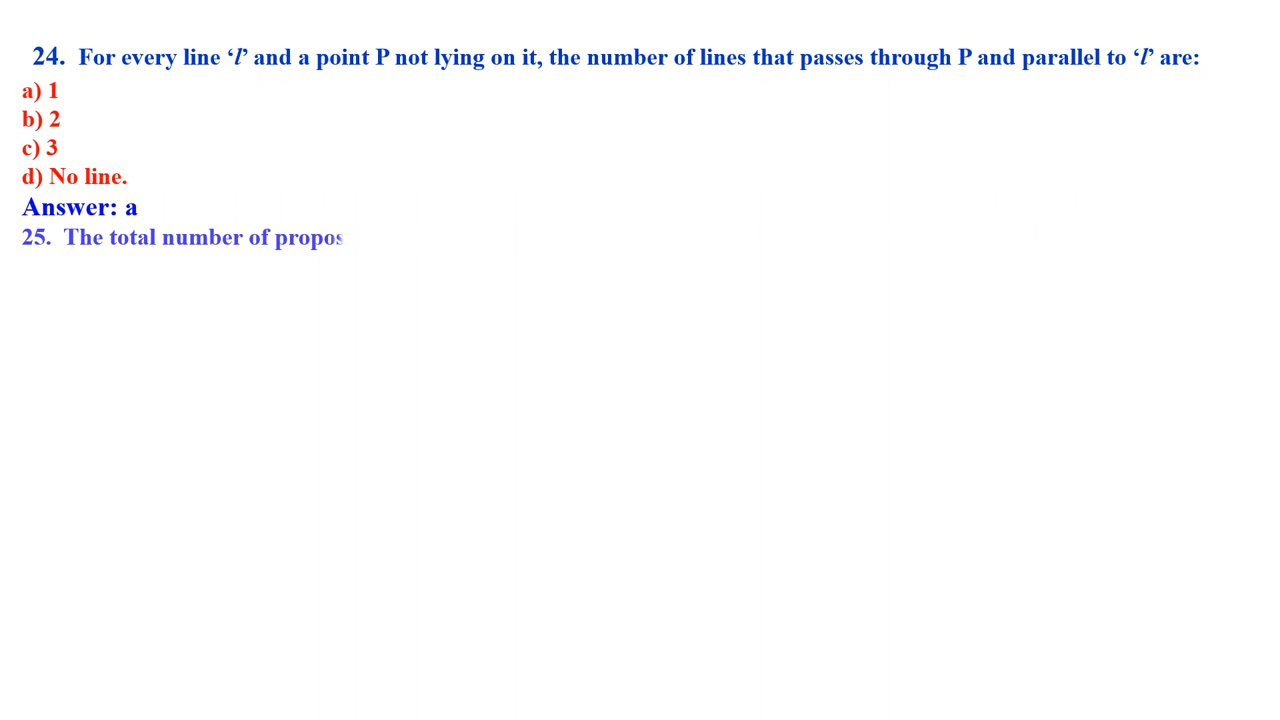 24. For every line ‘l’ and a point P not lying on it, the number of lines that passes through P and parallel to ‘l’ are:
a) 1
b) 2
c) 3
d) No line.
Answer: a
25. The total number of propos